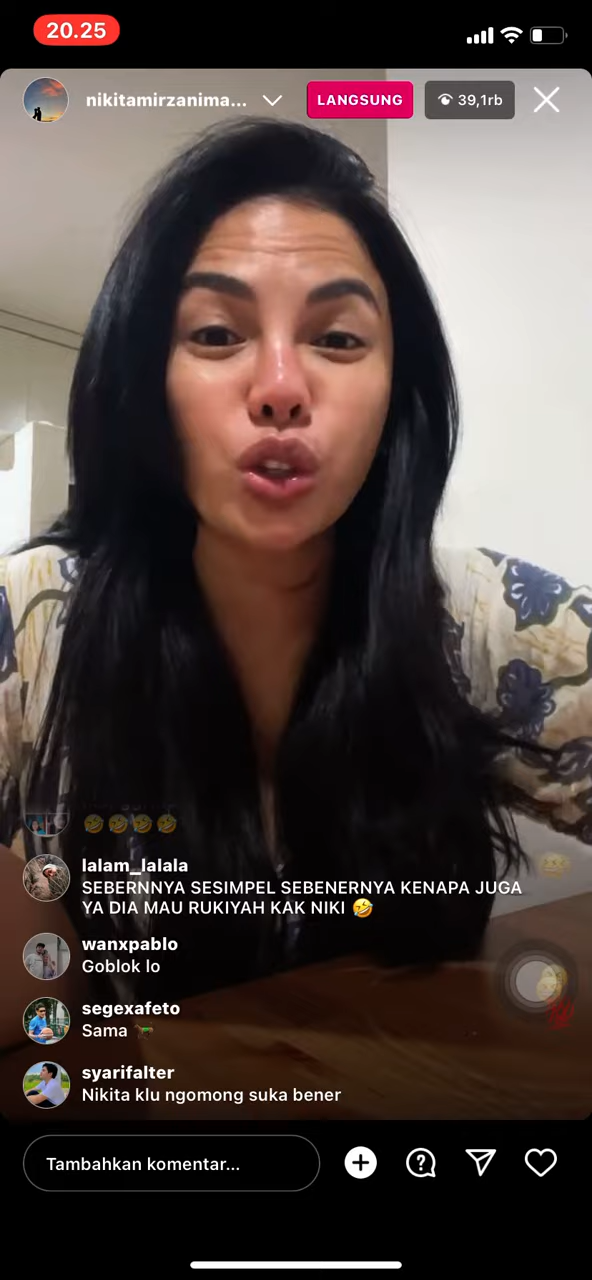 20.25
nikitamirzanima...
LANGSUNG
39,1rb
🤣🤣🤣🤣
lalam_lalala
SEBERNNYA SESIMPEL SEBENERNYA KENAPA JUGA
YA DIA MAU RUKIYAH KAK NIKI 🤣
wanxpablo
Goblok lo
segexafeto
Sama 🐕‍🦺
syarifalter
Nikita klu ngomong suka bener
Tambahkan komentar...